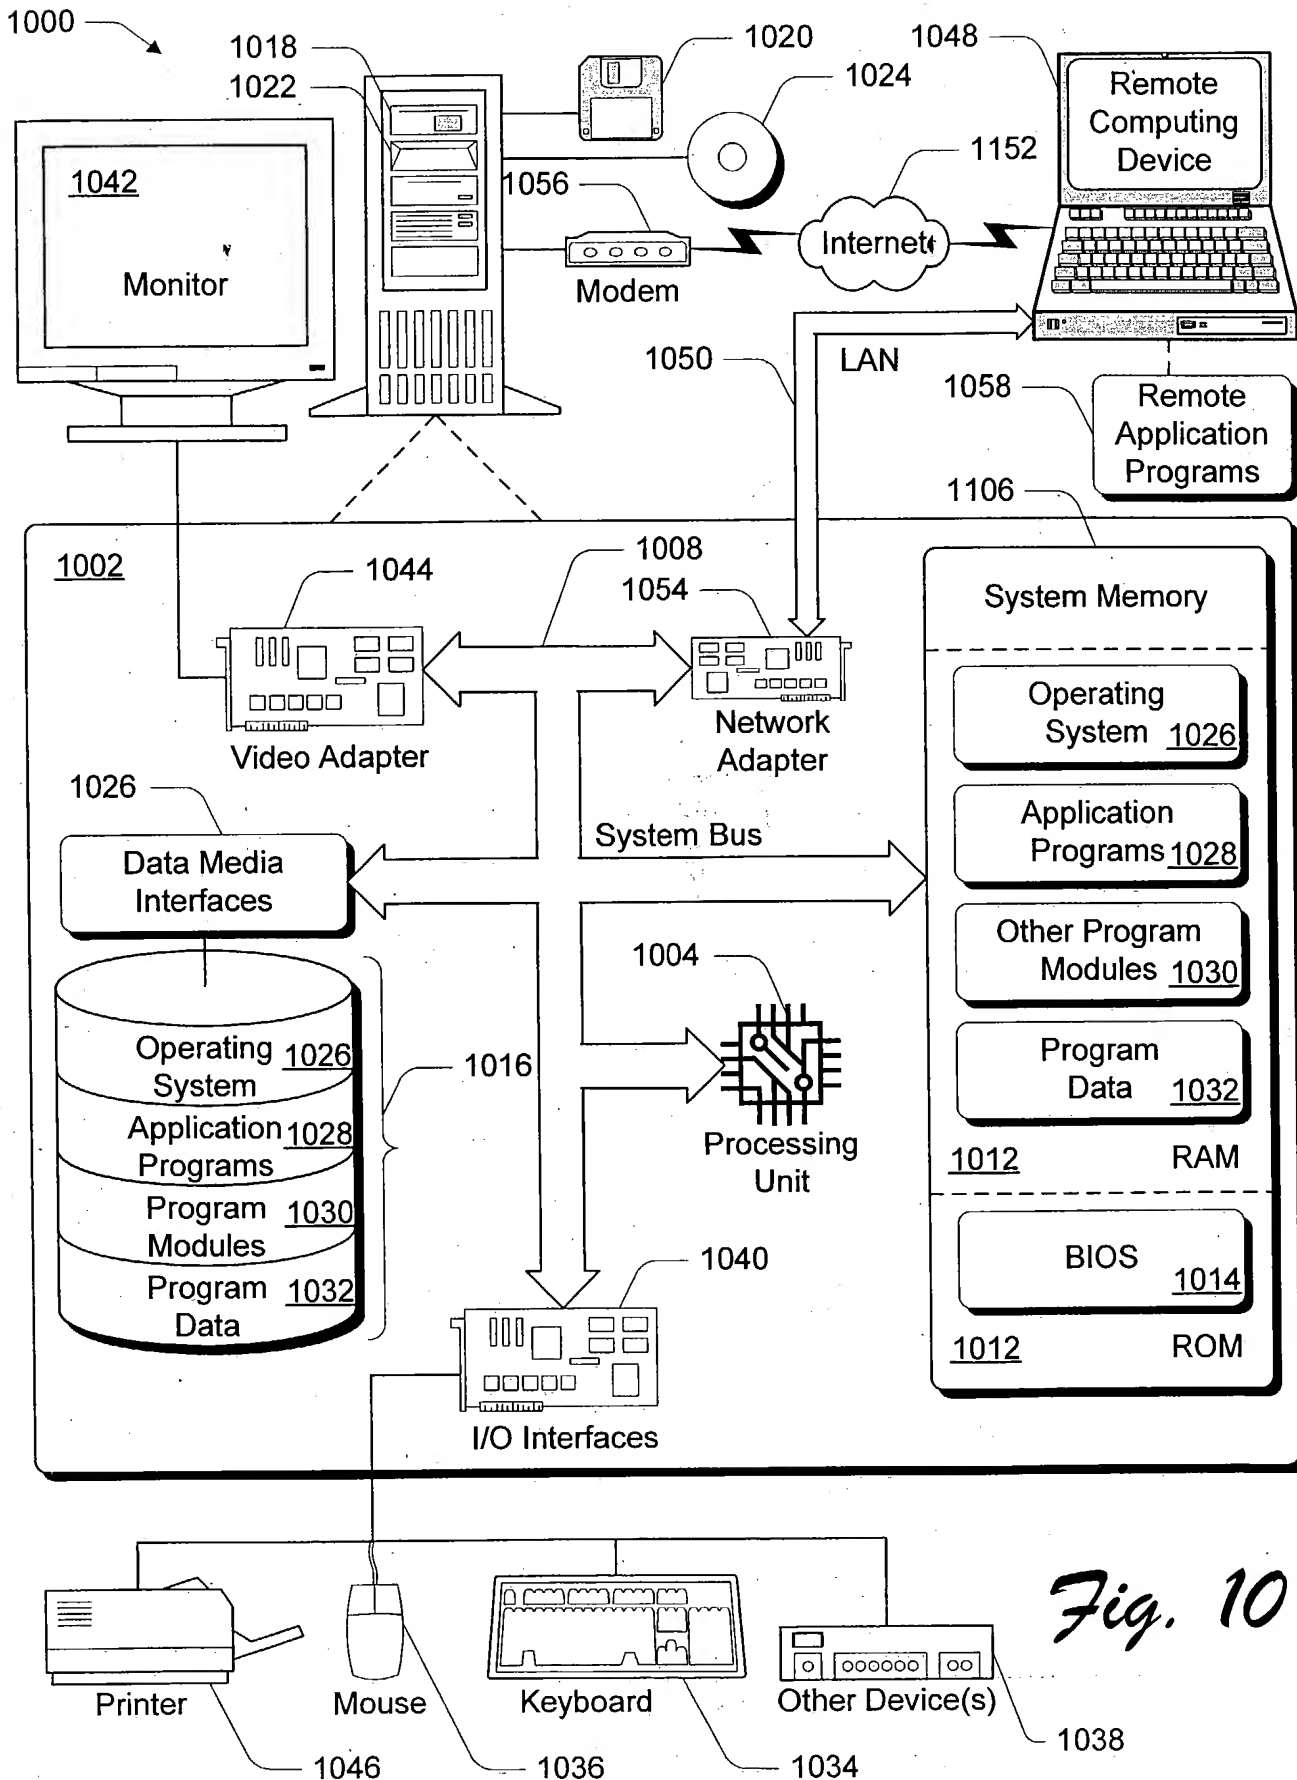 1000
1018
1022
1020
1024
1048
Remote
Computing
Device
1042
Monitor
1056
Modem
1152
Internet
1050
LAN
1058
Remote
Application
Programs
1106
1002
1044
1008
1054
Video Adapter
Network
Adapter
System Memory
Operating
System 1026
Application
Programs 1028
Other Program
Modules 1030
Program
Data 1032
1012 RAM
BIOS
1014
1012 ROM
1026
Data Media
Interfaces
System Bus
1004
Processing
Unit
Operating
System 1026
1016
Application
Programs 1028
Program
Modules 1030
Program
Data 1032
1040
I/O Interfaces
Printer
1046
Mouse
1036
Keyboard
1034
Other Device(s)
1038
Fig. 10